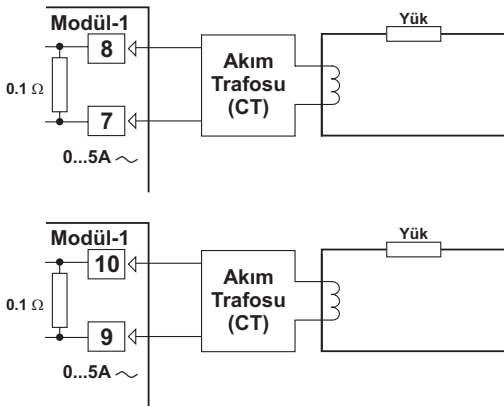 Modül-1
Yük
8
Akım
Trafosu
(CT)
0.1 Ω
7
0...5A
Modül-1
Yük
10
Akım
Trafosu
(CT)
0.1 Ω
9
0...5A